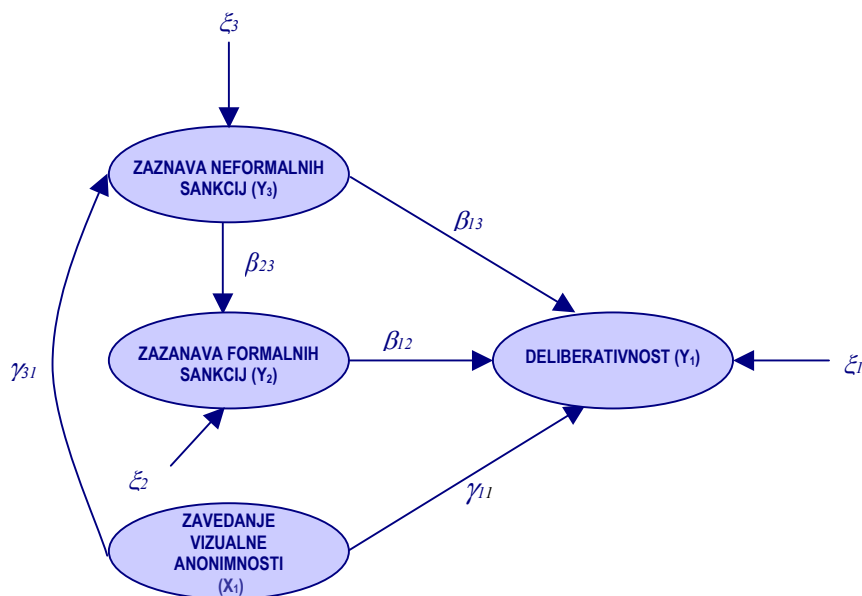 ξ3
ZAZNAVA NEFORMALNIH
SANKCIJ (Y₃)
β13
β23
ZAZANAVA FORMALNIH
SANKCIJ (Y₂)
β12
DELIBERATIVNOST (Y₁)
ξ1
γ31
ξ2
γ11
ZAVEDANJE
VIZUALNE
ANONIMNOSTI
(X₁)